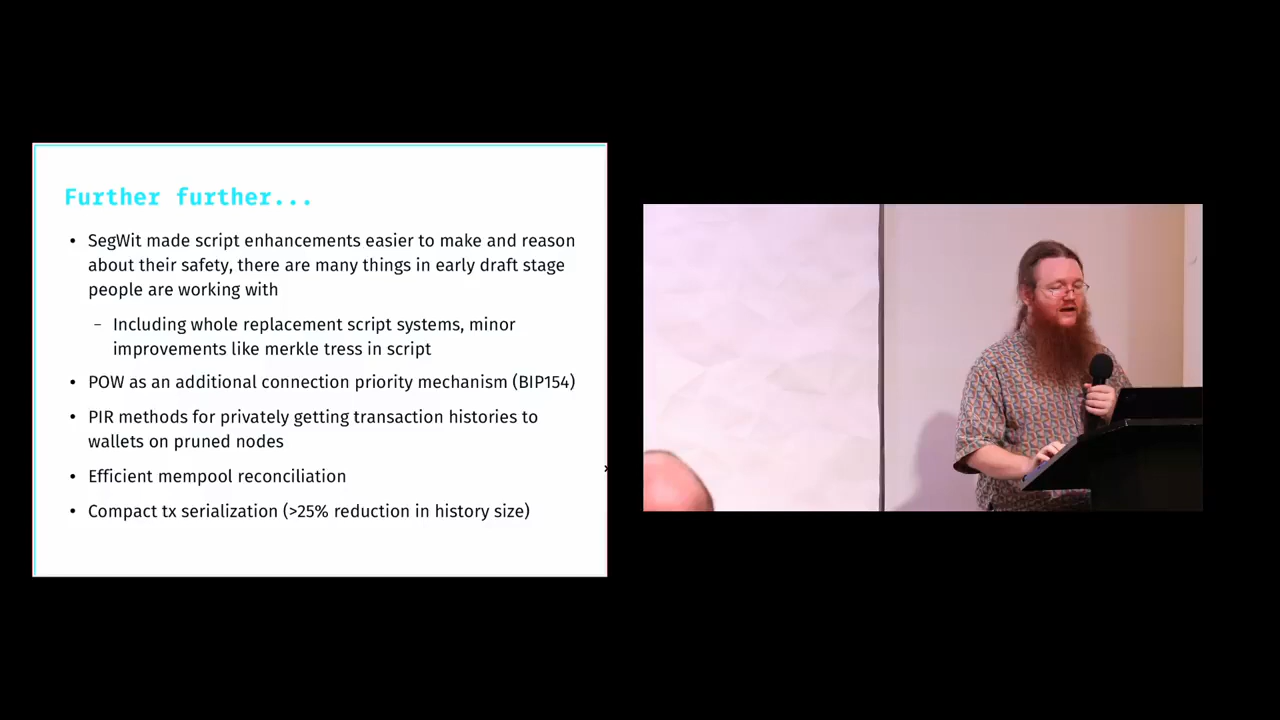 Further further...
• SegWit made script enhancements easier to make and reason
about their safety, there are many things in early draft stage
people are working with
– Including whole replacement script systems, minor
improvements like merkle tress in script
• POW as an additional connection priority mechanism (BIP154)
• PIR methods for privately getting transaction histories to
wallets on pruned nodes
• Efficient mempool reconciliation
• Compact tx serialization (>25% reduction in history size)